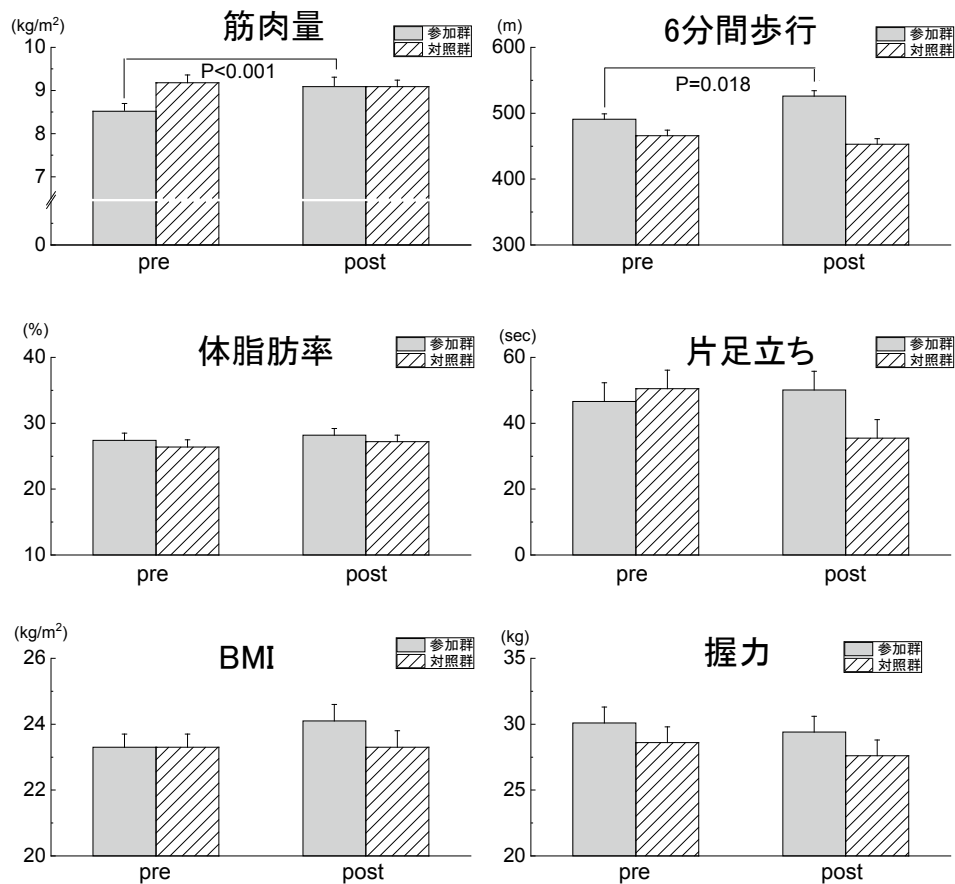 (kg/m²)
筋肉量
参加群
対照群
P<0.001
10
9
8
7
0
pre
post
(m)
6分間歩行
参加群
対照群
P=0.018
600
500
400
300
pre
post
(%)
体脂肪率
参加群
対照群
40
30
20
10
pre
post
(sec)
片足立ち
参加群
対照群
60
40
20
0
pre
post
(kg/m²)
BMI
参加群
対照群
26
24
22
20
pre
post
(kg)
握力
参加群
対照群
35
30
25
20
pre
post